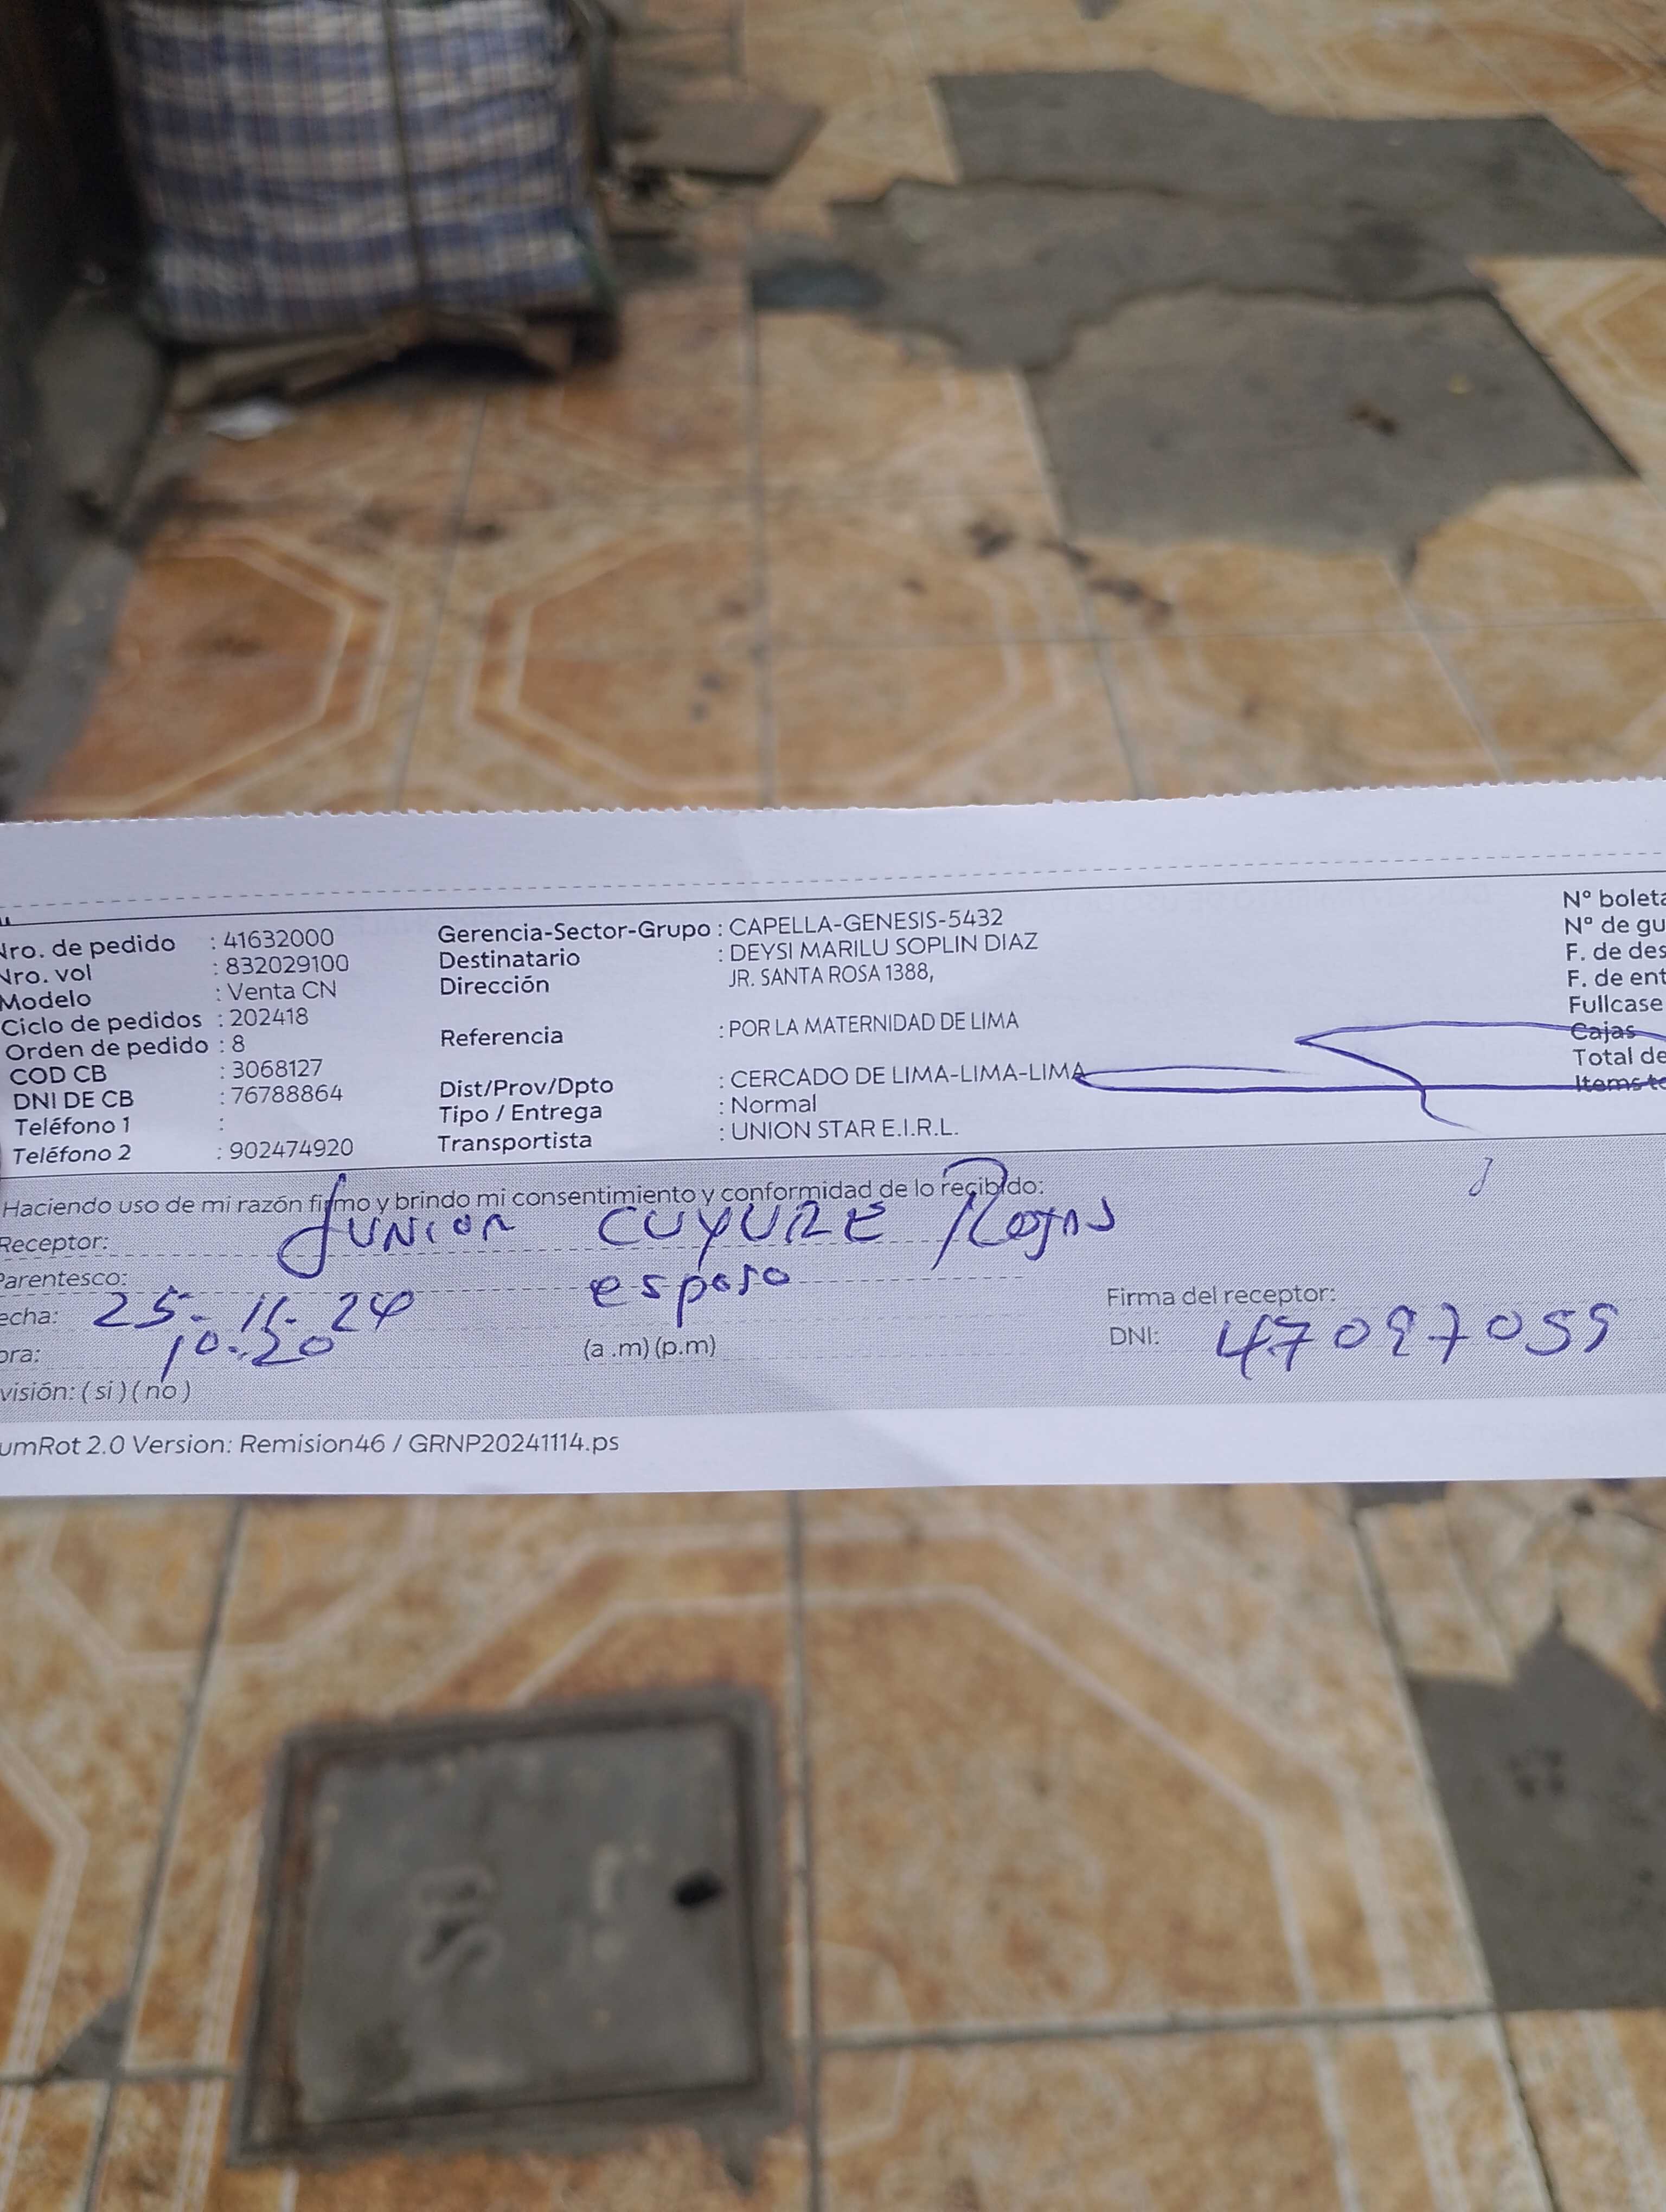 Nro. de pedido : 41632000 Gerencia-Sector-Grupo : CAPELLA-GENESIS-5432 N° boleta
Nro. vol : 832029100 Destinatario : DEYSI MARILU SOPLIN DIAZ N° de gu
Modelo : Venta CN Dirección JR. SANTA ROSA 1388, F. de des
Ciclo de pedidos : 202418 F. de ent
Orden de pedido : 8 Referencia : POR LA MATERNIDAD DE LIMA Fullcase
COD CB : 3068127 Cajas
DNI DE CB : 76788864 Dist/Prov/Dpto : CERCADO DE LIMA-LIMA-LIMA Total de
Teléfono 1 : Tipo / Entrega : Normal Items to
Teléfono 2 : 902474920 Transportista : UNION STAR E.I.R.L.
Haciendo uso de mi razón firmo y brindo mi consentimiento y conformidad de lo recibido:
Receptor: JUNIOR CUYURE Rojas
Parentesco: esposo
echa: 25-11-24 Firma del receptor:
ora: 10:20 (a .m) (p.m) DNI: 47097059
visión: ( si ) ( no )
umRot 2.0 Version: Remision46 / GRNP20241114.ps